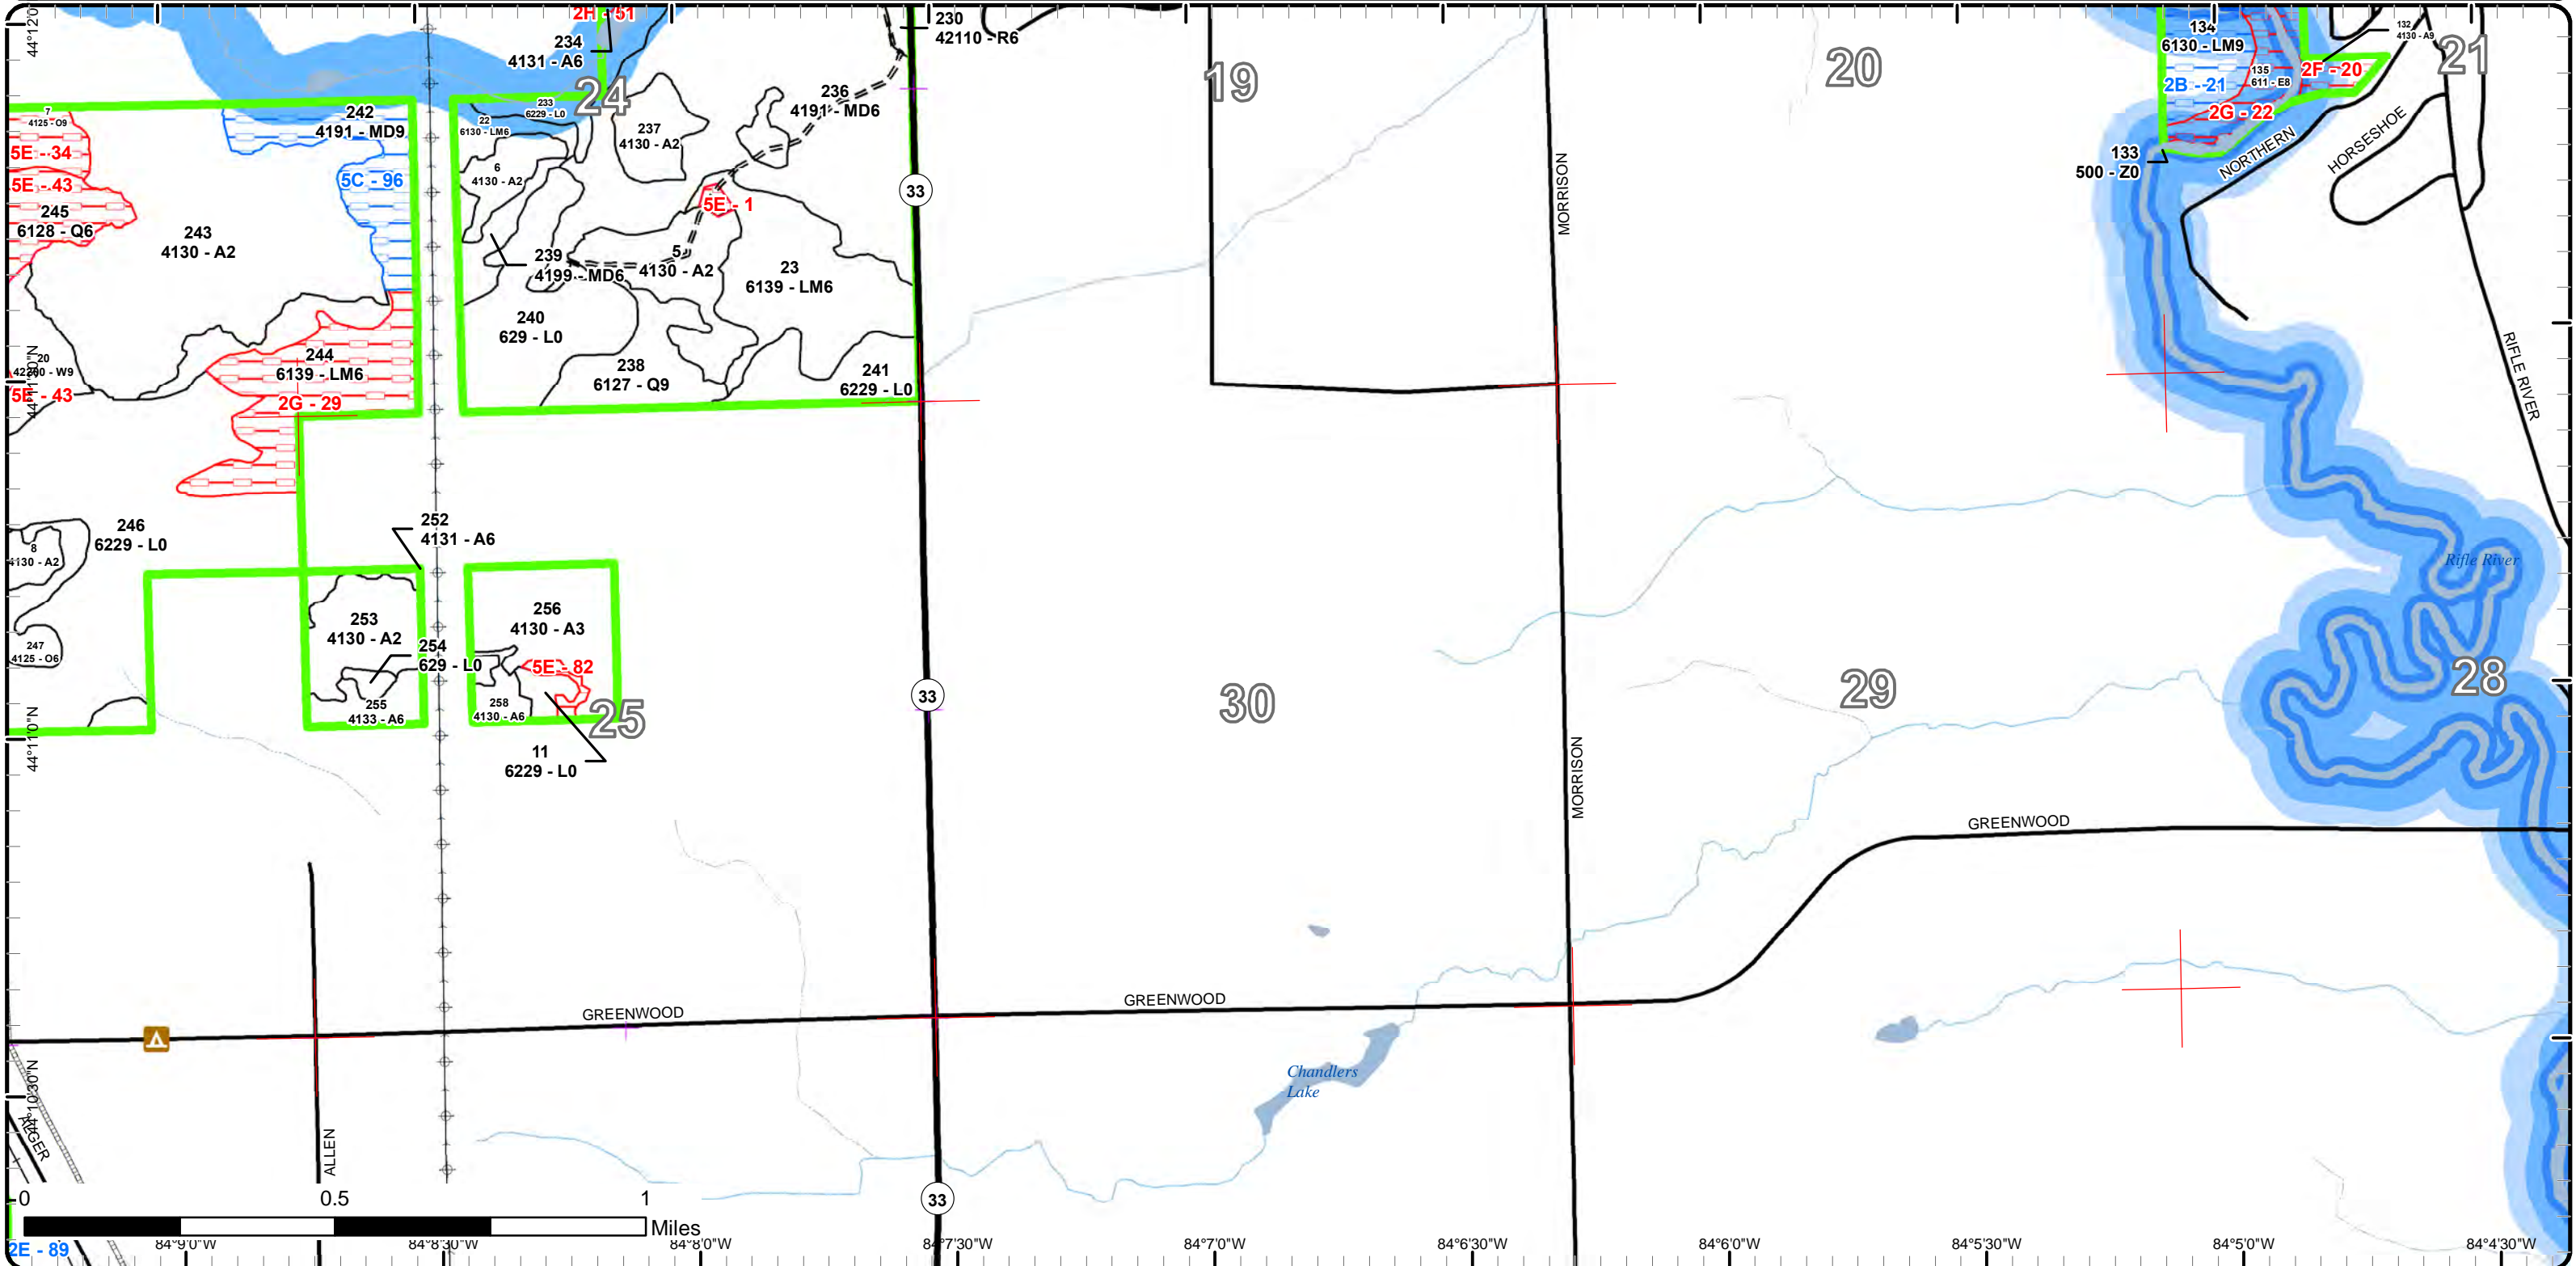 44°12'0"
2H - 51
234
4131 - A6
24
233
6229 - L0
22
6130 - LM6
230
42110 - R6
236
4191 - MD6
237
4130 - A2
19
20
134
6130 - LM9
2B - 21
135
611 - E8
2F - 20
2G - 22
132
4130 - A9
21
133
500 - Z0
NORTHERN
HORSESHOE
7
4125 - O9
5E - 34
5E - 43
245
6128 - Q6
242
4191 - MD9
5C - 96
243
4130 - A2
6
4130 - A2
33
5E - 1
239
4199 - MD6
5
4130 - A2
23
6139 - LM6
MORRISON
240
629 - L0
238
6127 - Q9
241
6229 - L0
244
6139 - LM6
2G - 29
20
42200 - W9
5E - 43
RIFLE RIVER
246
6229 - L0
8
4130 - A2
247
4125 - O6
252
4131 - A6
253
4130 - A2
254
629 - L0
255
4133 - A6
256
4130 - A3
5E - 82
258
4130 - A6
25
11
6229 - L0
33
30
29
28
Rifle River
44°11'0"N
MORRISON
GREENWOOD
GREENWOOD
GREENWOOD
Chandlers
Lake
44°10'30"N
ALGER
ALLEN
33
0
0.5
1
Miles
2E - 89
84°9'0"W
84°8'30"W
84°8'0"W
84°7'30"W
84°7'0"W
84°6'30"W
84°6'0"W
84°5'30"W
84°5'0"W
84°4'30"W